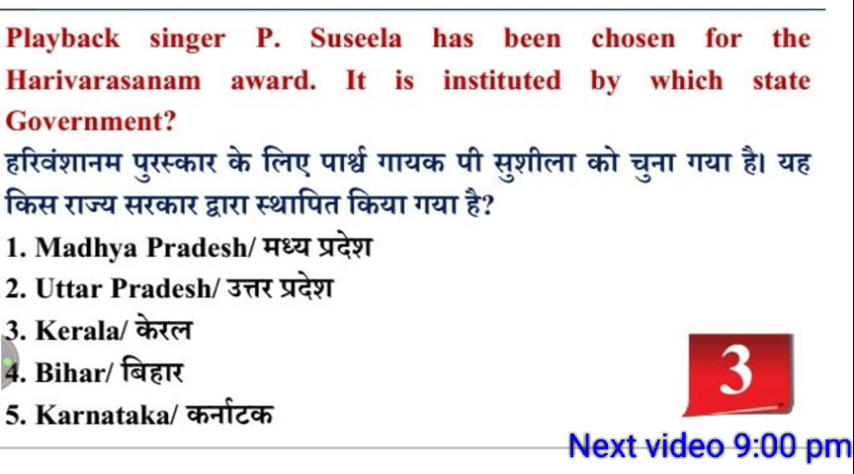 Playback singer P. Suseela has been chosen for the
Harivarasanam award. It is instituted by which state
Government?
हरिवंशानम पुरस्कार के लिए पार्श्व गायक पी सुशीला को चुना गया है। यह
किस राज्य सरकार द्वारा स्थापित किया गया है?
1. Madhya Pradesh/ मध्य प्रदेश
2. Uttar Pradesh/ उत्तर प्रदेश
3. Kerala/ केरल
4. Bihar/ बिहार
3
5. Karnataka/ कर्नाटक
Next video 9:00 pm